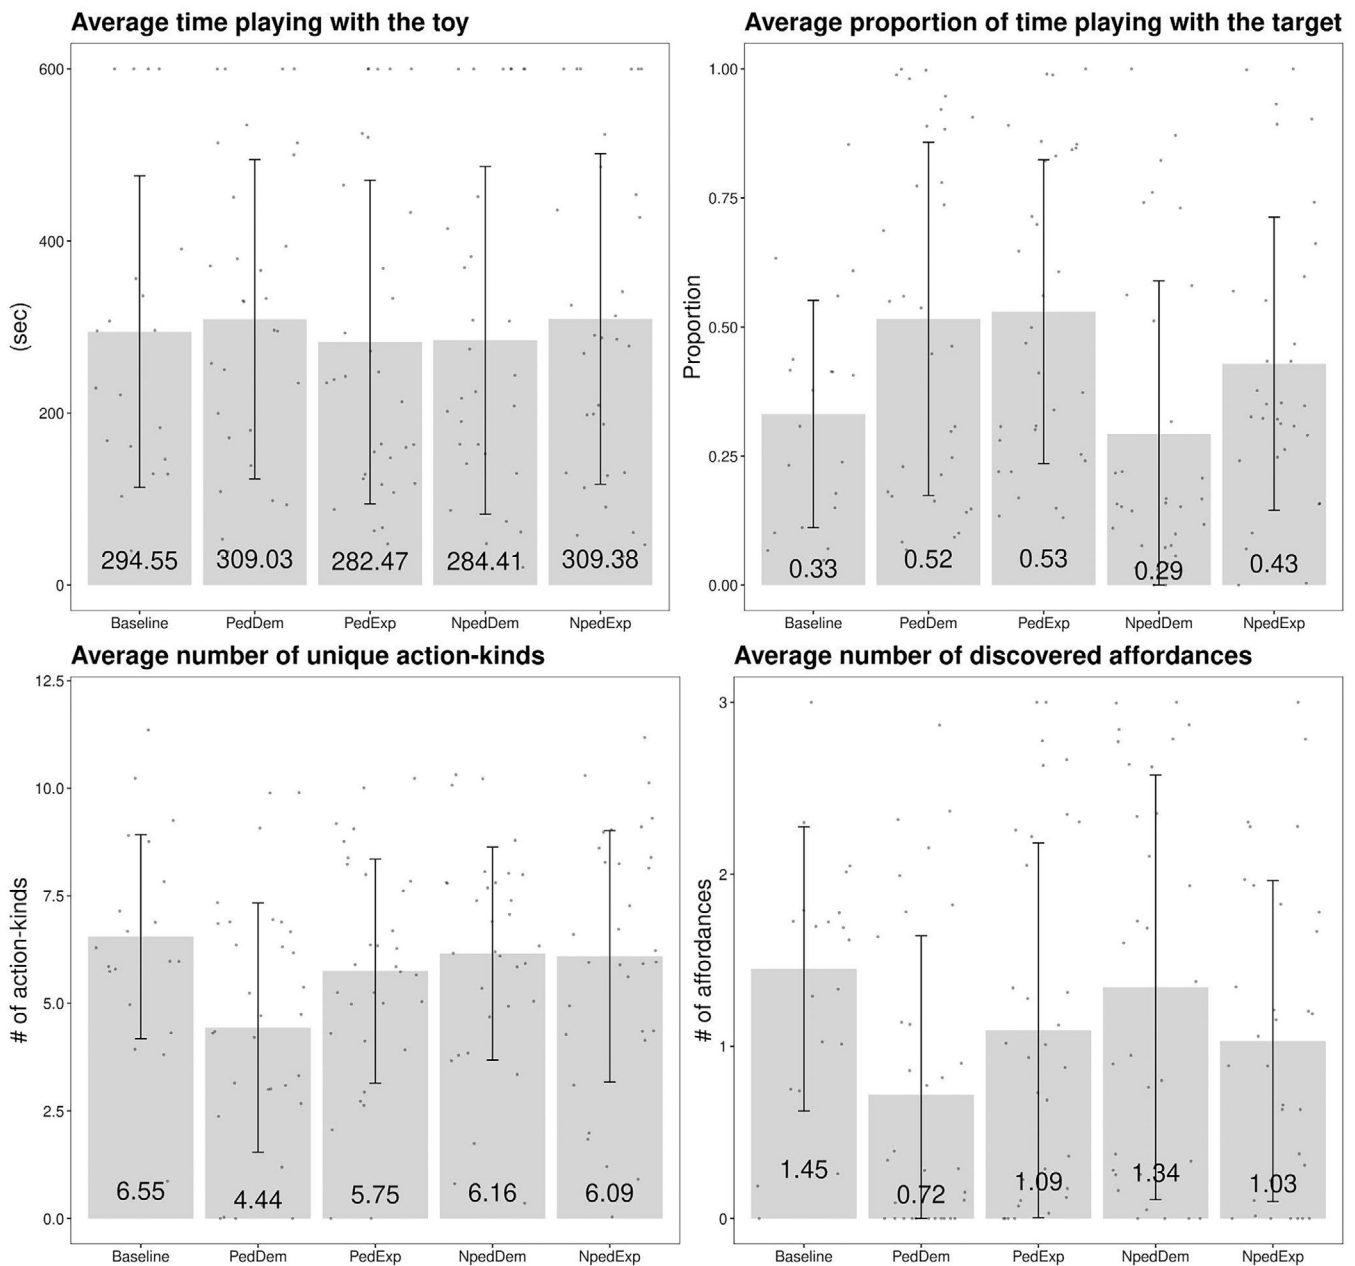 Average time playing with the toy
600
400
200
0
(sec)
294.55 309.03 282.47 284.41 309.38
Baseline PedDem PedExp NpedDem NpedExp
Average proportion of time playing with the target
1.00
0.75
0.50
0.25
0.00
Proportion
0.33 0.52 0.53 0.29 0.43
Baseline PedDem PedExp NpedDem NpedExp
Average number of unique action-kinds
12.5
10.0
7.5
5.0
2.5
0.0
# of action-kinds
6.55 4.44 5.75 6.16 6.09
Baseline PedDem PedExp NpedDem NpedExp
Average number of discovered affordances
3
2
1
0
# of affordances
1.45 0.72 1.09 1.34 1.03
Baseline PedDem PedExp NpedDem NpedExp